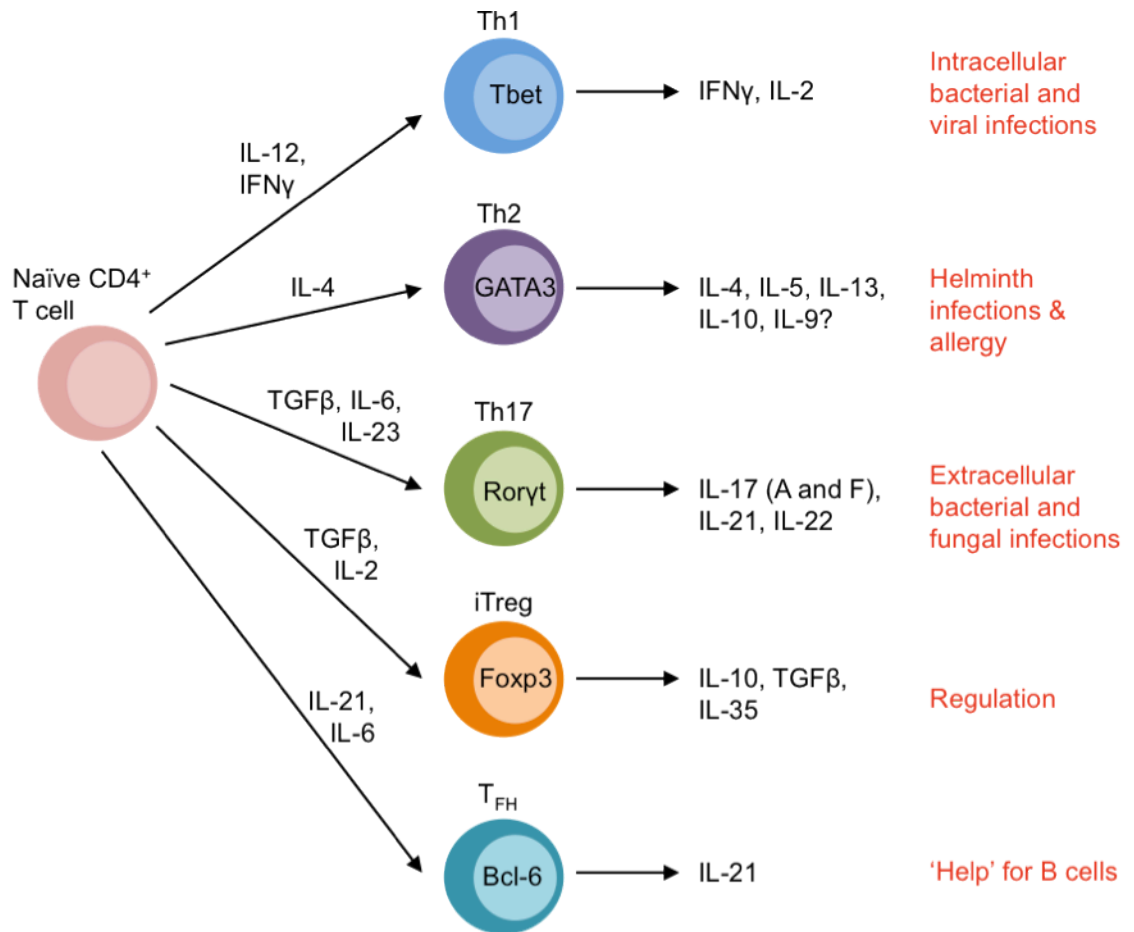 Th1
Tbet
IFNγ, IL-2
Intracellular
bacterial and
viral infections
IL-12,
IFNγ
Naïve CD4⁺
T cell
Th2
IL-4
GATA3
IL-4, IL-5, IL-13,
IL-10, IL-9?
Helminth
infections &
allergy
TGFβ, IL-6,
IL-23
Th17
Rorγt
IL-17 (A and F),
IL-21, IL-22
Extracellular
bacterial and
fungal infections
TGFβ,
IL-2
iTreg
Foxp3
IL-10, TGFβ,
IL-35
Regulation
IL-21,
IL-6
T_FH
Bcl-6
IL-21
‘Help’ for B cells